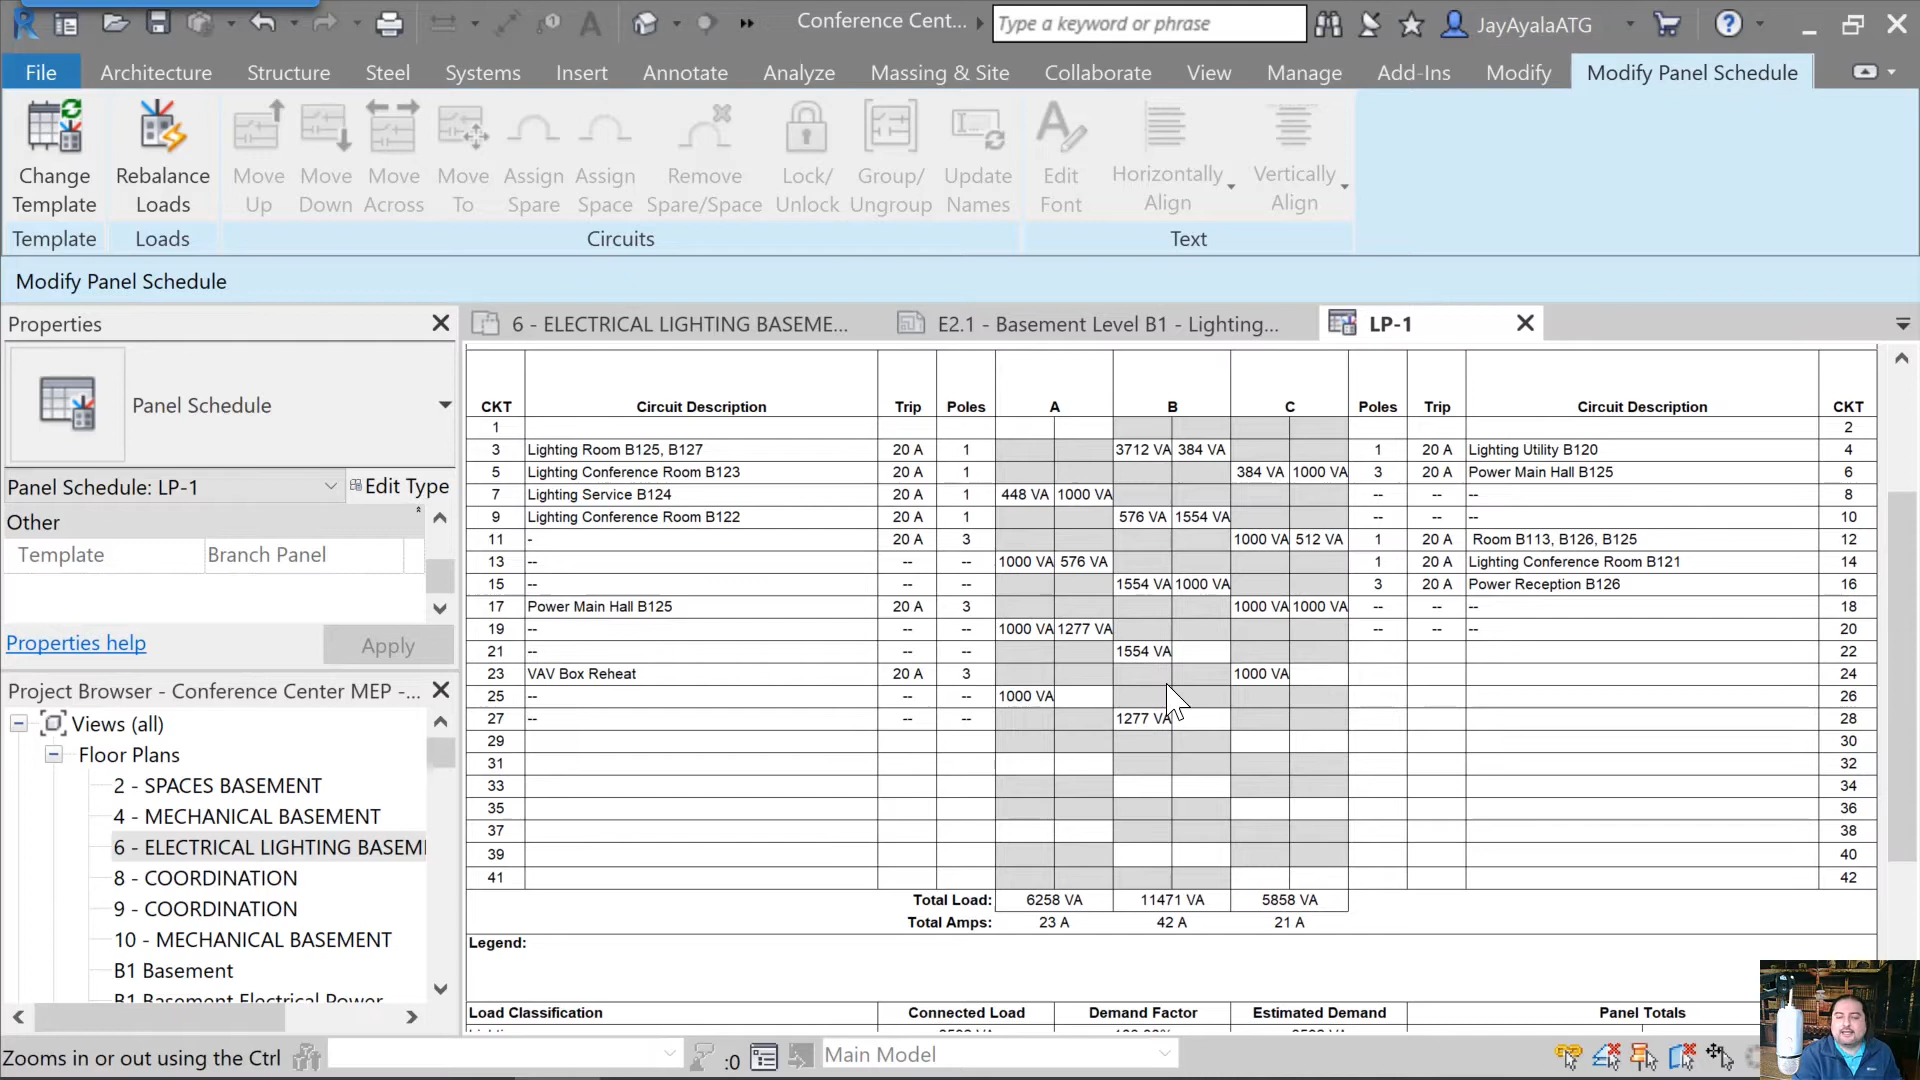 Conference Cent...
Type a keyword or phrase
JayAyalaATG
File Architecture Structure Steel Systems Insert Annotate Analyze Massing & Site Collaborate View Manage Add-Ins Modify Modify Panel Schedule
Change Template
Rebalance Loads
Move Up
Move Down
Move Across
Move To
Assign Spare
Assign Space
Remove Spare/Space
Lock/ Unlock
Group/ Ungroup
Update Names
Edit Font
Horizontally Align
Vertically Align
Template Loads Circuits Text
Modify Panel Schedule
Properties
6 - ELECTRICAL LIGHTING BASEME...
E2.1 - Basement Level B1 - Lighting...
LP-1
Panel Schedule
Panel Schedule: LP-1
Edit Type
Other
Template Branch Panel
Properties help
Apply
Project Browser - Conference Center MEP -...
Views (all)
Floor Plans
2 - SPACES BASEMENT
4 - MECHANICAL BASEMENT
6 - ELECTRICAL LIGHTING BASEM
8 - COORDINATION
9 - COORDINATION
10 - MECHANICAL BASEMENT
B1 Basement
B1 Basement Electrical Power
CKT Circuit Description Trip Poles A B C Poles Trip Circuit Description CKT
1 2
3 Lighting Room B125, B127 20 A 1 3712 VA 384 VA 1 20 A Lighting Utility B120 4
5 Lighting Conference Room B123 20 A 1 384 VA 1000 VA 3 20 A Power Main Hall B125 6
7 Lighting Service B124 20 A 1 448 VA 1000 VA -- -- -- 8
9 Lighting Conference Room B122 20 A 1 576 VA 1554 VA -- -- -- 10
11 - 20 A 3 1000 VA 512 VA 1 20 A Room B113, B126, B125 12
13 -- -- -- 1000 VA 576 VA 1 20 A Lighting Conference Room B121 14
15 -- -- -- 1554 VA 1000 VA 3 20 A Power Reception B126 16
17 Power Main Hall B125 20 A 3 1000 VA 1000 VA -- -- -- 18
19 -- -- -- 1000 VA 1277 VA -- -- -- 20
21 -- -- -- 1554 VA 22
23 VAV Box Reheat 20 A 3 1000 VA 24
25 -- -- -- 1000 VA 26
27 -- -- -- 1277 VA 28
29 30
31 32
33 34
35 36
37 38
39 40
41 42
Total Load: 6258 VA 11471 VA 5858 VA
Total Amps: 23 A 42 A 21 A
Legend:
Load Classification Connected Load Demand Factor Estimated Demand Panel Totals
Zooms in or out using the Ctrl
:0
Main Model